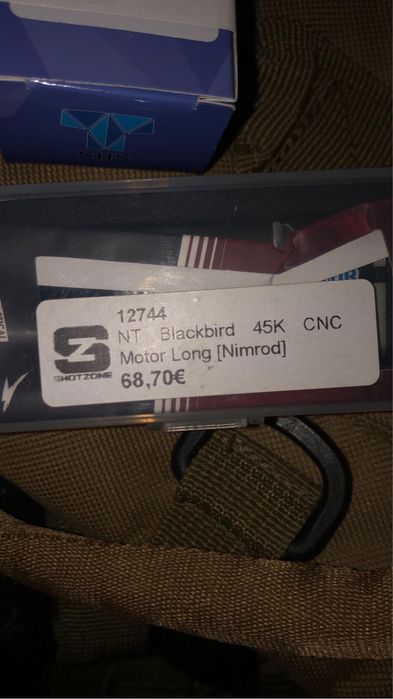 SHS
12744
NT Blackbird 45K CNC
Motor Long [Nimrod]
68,70€
SHOTZONE